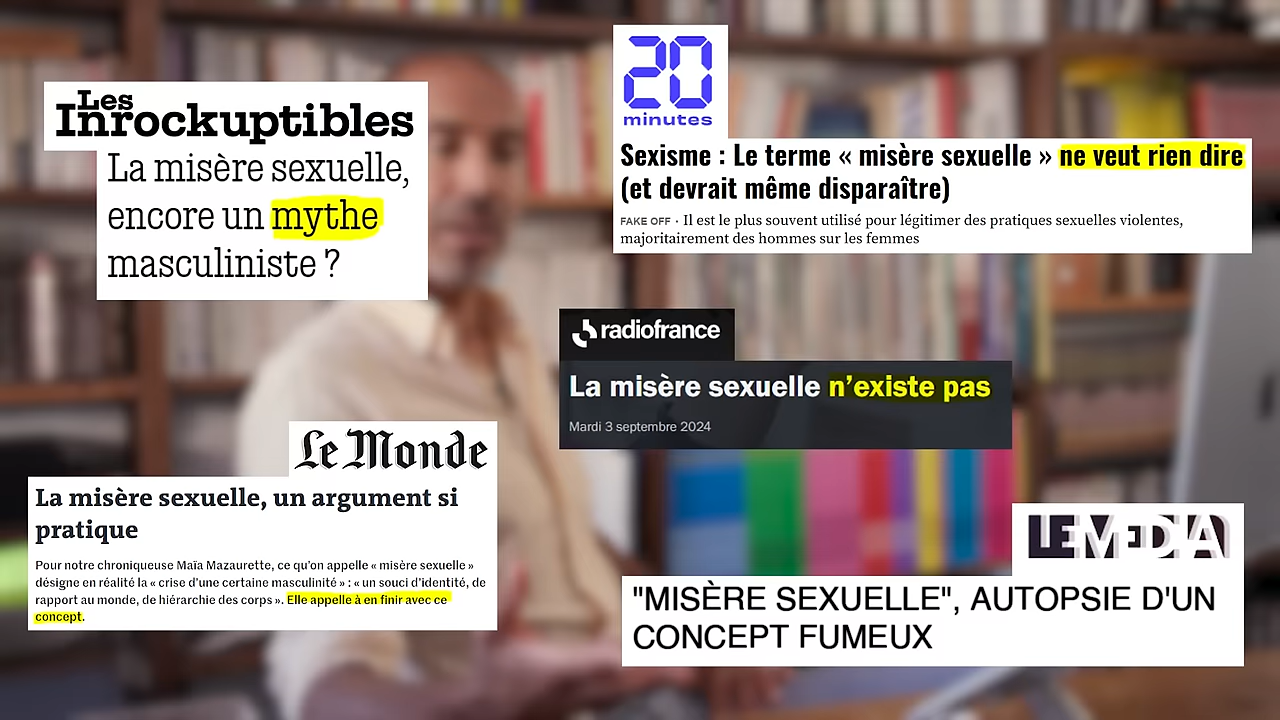 Les
Inrockuptibles
La misère sexuelle,
encore un mythe
masculiniste ?
20
minutes
Sexisme : Le terme « misère sexuelle » ne veut rien dire
(et devrait même disparaître)
FAKE OFF · Il est le plus souvent utilisé pour légitimer des pratiques sexuelles violentes,
majoritairement des hommes sur les femmes
radiofrance
La misère sexuelle n’existe pas
Mardi 3 septembre 2024
Le Monde
La misère sexuelle, un argument si
pratique
Pour notre chroniqueuse Maïa Mazaurette, ce qu’on appelle « misère sexuelle »
désigne en réalité la « crise d’une certaine masculinité » : « un souci d’identité, de
rapport au monde, de hiérarchie des corps ». Elle appelle à en finir avec ce
concept.
LE MEDIA
"MISÈRE SEXUELLE", AUTOPSIE D'UN
CONCEPT FUMEUX